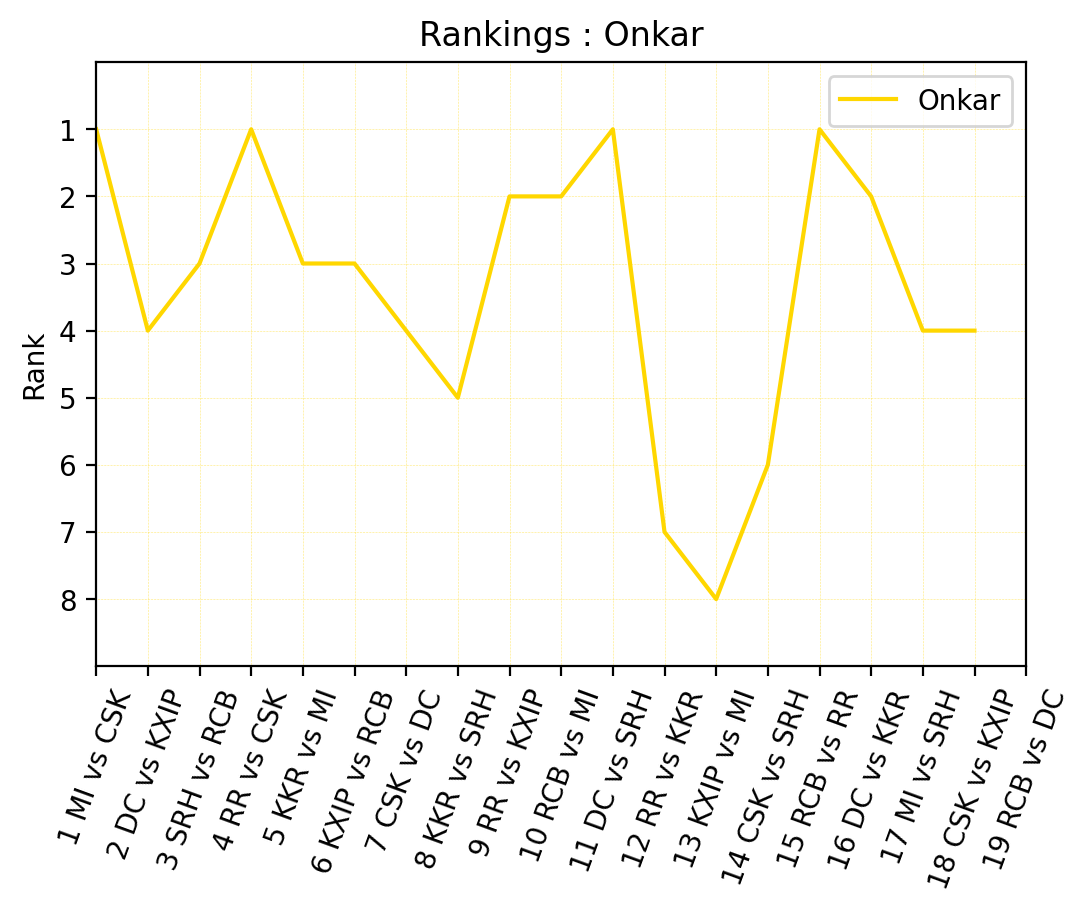 Rankings : Onkar
Onkar
Rank
1
2
3
4
5
6
7
8
1 MI vs CSK
2 DC vs KXIP
3 SRH vs RCB
4 RR vs CSK
5 KKR vs MI
6 KXIP vs RCB
7 CSK vs DC
8 KKR vs SRH
9 RR vs KXIP
10 RCB vs MI
11 DC vs SRH
12 RR vs KKR
13 KXIP vs MI
14 CSK vs SRH
15 RCB vs RR
16 DC vs KKR
17 MI vs SRH
18 CSK vs KXIP
19 RCB vs DC